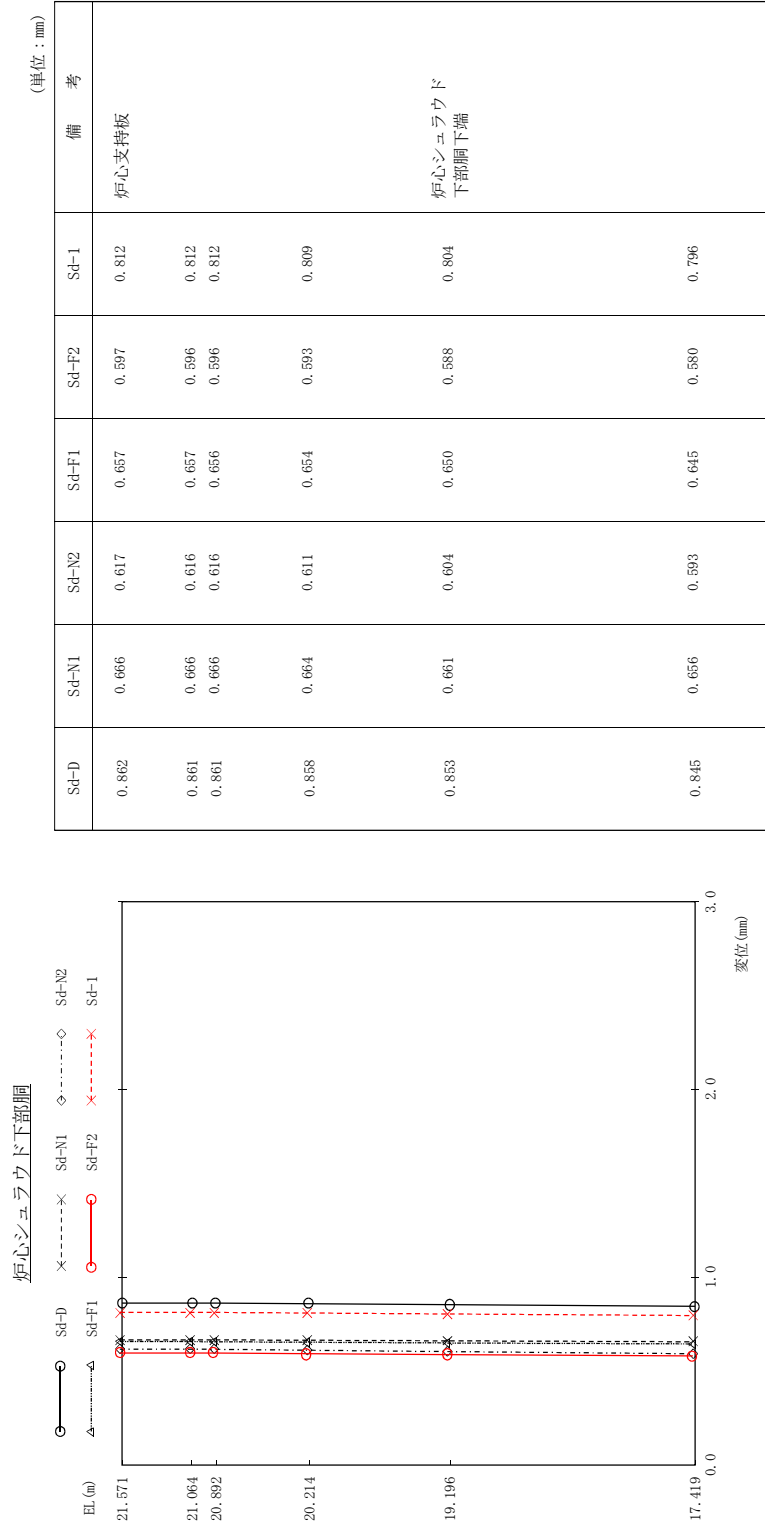 炉心シュラウド下部胴
Sd-D Sd-N1 Sd-N2
Sd-F1 Sd-F2 Sd-1
EL(m)
21.571
21.064
20.892
20.214
19.196
17.419
0.0 1.0 2.0 3.0
変位(mm)
(単位：mm)
Sd-D Sd-N1 Sd-N2 Sd-F1 Sd-F2 Sd-1 備 考
0.862 0.666 0.617 0.657 0.597 0.812 炉心支持板
0.861 0.666 0.616 0.657 0.596 0.812
0.861 0.666 0.616 0.656 0.596 0.812
0.858 0.664 0.611 0.654 0.593 0.809
0.853 0.661 0.604 0.650 0.588 0.804 炉心シュラウド
下部胴下端
0.845 0.656 0.593 0.645 0.580 0.796